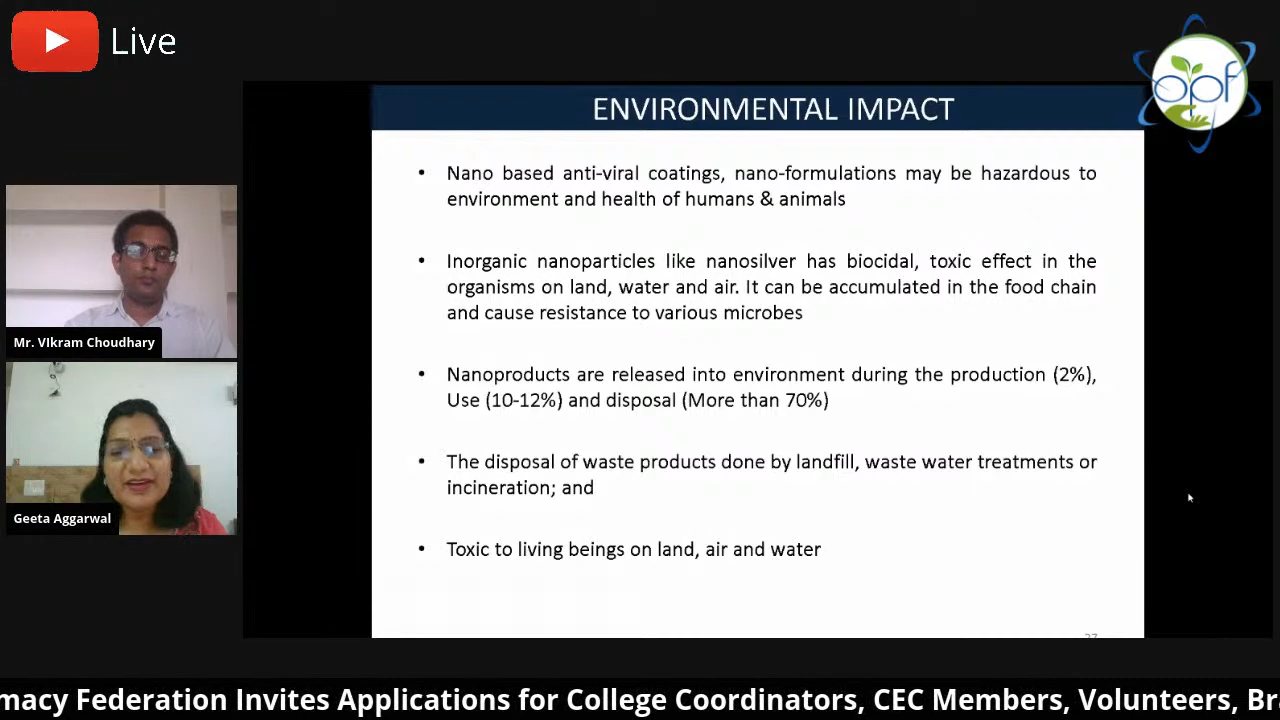 Live
opf
ENVIRONMENTAL IMPACT
• Nano based anti-viral coatings, nano-formulations may be hazardous to
environment and health of humans & animals
• Inorganic nanoparticles like nanosilver has biocidal, toxic effect in the
organisms on land, water and air. It can be accumulated in the food chain
and cause resistance to various microbes
• Nanoproducts are released into environment during the production (2%),
Use (10-12%) and disposal (More than 70%)
• The disposal of waste products done by landfill, waste water treatments or
incineration; and
• Toxic to living beings on land, air and water
Mr. VIkram Choudhary
Geeta Aggarwal
macy Federation Invites Applications for College Coordinators, CEC Members, Volunteers, Br